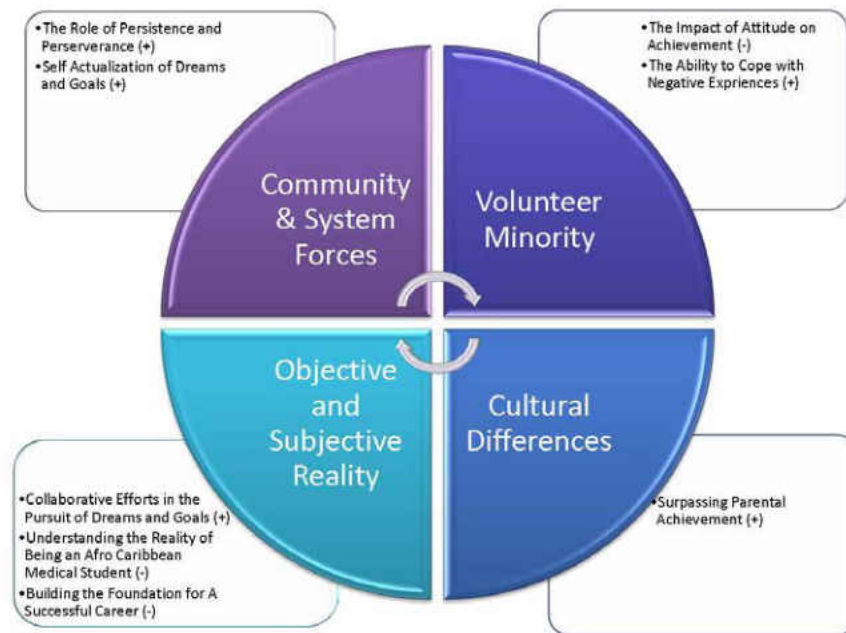 •The Role of Persistence and
Perserverance (+)
•Self Actualization of Dreams
and Goals (+)
•The Impact of Attitude on
Achievement (-)
•The Ability to Cope with
Negative Expriences (+)
Community
& System
Forces
Volunteer
Minority
Objective
and
Subjective
Reality
Cultural
Differences
•Collaborative Efforts in the
Pursuit of Dreams and Goals (+)
•Understanding the Reality of
Being an Afro Caribbean
Medical Student (-)
•Building the Foundation for A
Successful Career (-)
•Surpassing Parental
Achievement (+)